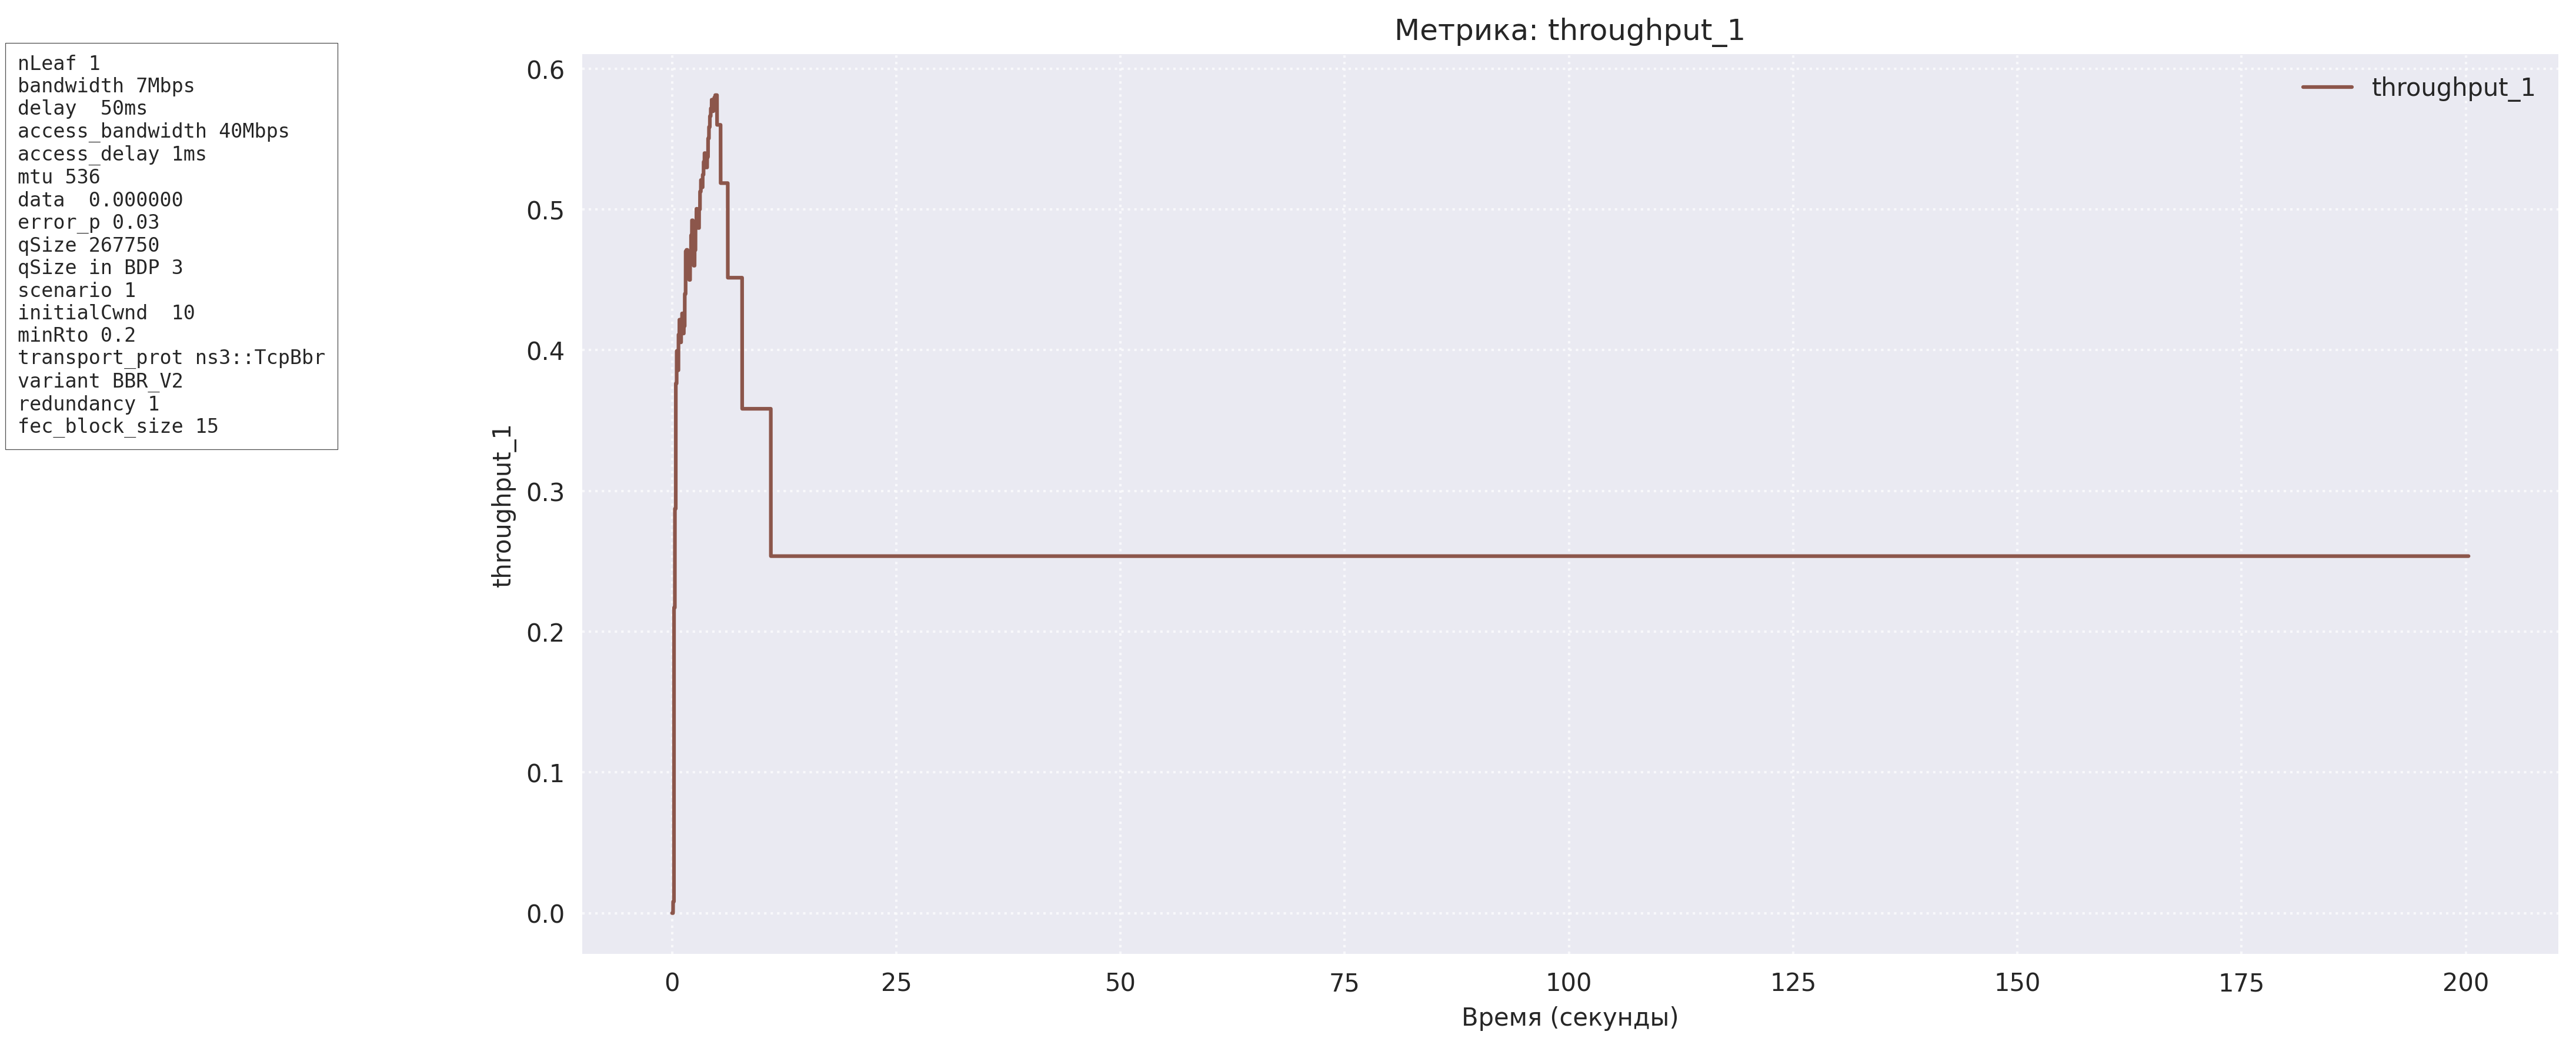 Метрика: throughput_1
nLeaf 1
bandwidth 7Mbps
delay  50ms
access_bandwidth 40Mbps
access_delay 1ms
mtu 536
data  0.000000
error_p 0.03
qSize 267750
qSize in BDP 3
scenario 1
initialCwnd  10
minRto 0.2
transport_prot ns3::TcpBbr
variant BBR_V2
redundancy 1
fec_block_size 15
throughput_1
throughput_1
0.6
0.5
0.4
0.3
0.2
0.1
0.0
0 25 50 75 100 125 150 175 200
Время (секунды)